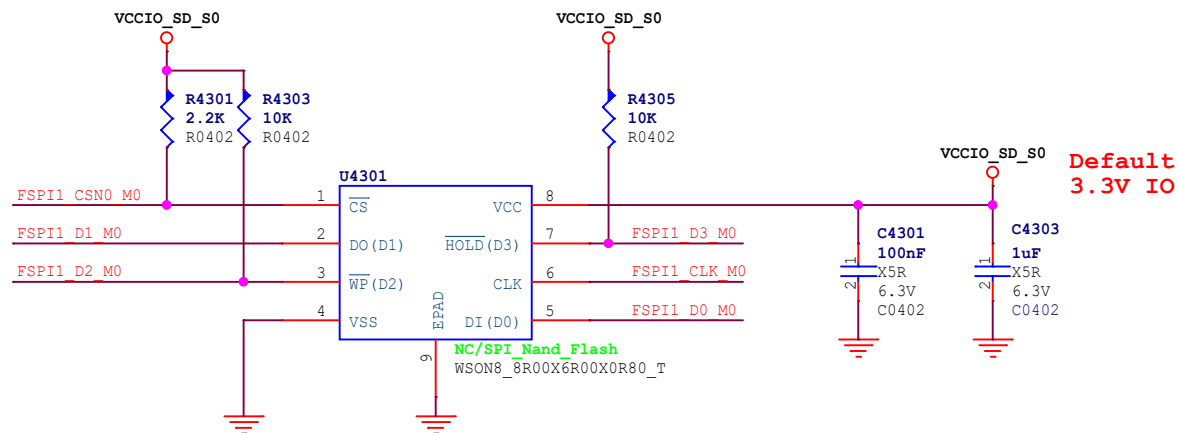 VCCIO_SD_S0
VCCIO_SD_S0
R4301
2.2K
R0402
R4303
10K
R0402
R4305
10K
R0402
VCCIO_SD_S0
Default
3.3V IO
U4301
FSPI1_CSN0_M0
1
CS
VCC
8
FSPI1_D1_M0
2
DO(D1)
HOLD(D3)
7
FSPI1_D3_M0
FSPI1_D2_M0
3
WP(D2)
CLK
6
FSPI1_CLK_M0
4
VSS
EPAD
DI(D0)
5
FSPI1_D0_M0
9
NC/SPI_Nand_Flash
WSON8_8R00X6R00X0R80_T
C4301
100nF
1
X5R
2
6.3V
C0402
C4303
1uF
1
X5R
2
6.3V
C0402